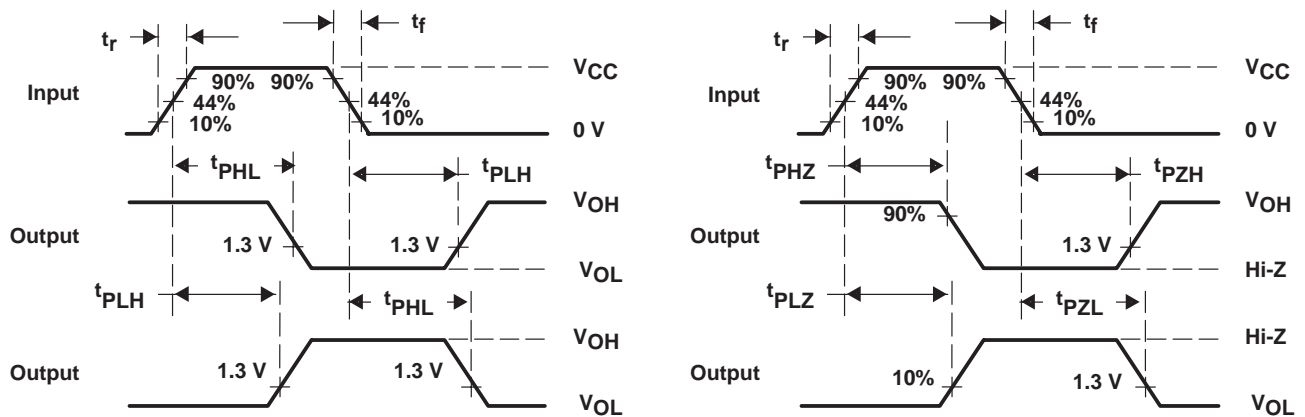 tr
tf
VCC
Input
90% 90%
44%
10%
44%
10%
0 V
tPHL
tPLH
VOH
Output
1.3 V
1.3 V
VOL
tPLH
tPHL
VOH
Output
1.3 V
1.3 V
VOL
tr
tf
VCC
Input
90% 90%
44%
10%
44%
10%
0 V
tPHZ
tPZH
VOH
Output
90%
1.3 V
Hi-Z
tPLZ
tPZL
Hi-Z
Output
10%
1.3 V
VOL